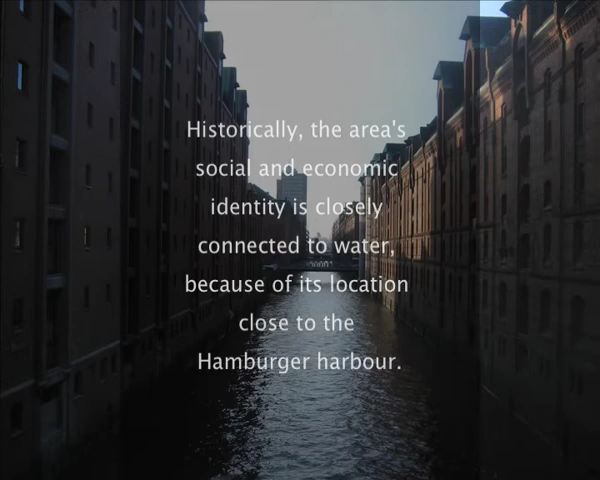 Historically, the area's
social and economic
identity is closely
connected to water,
because of its location
close to the
Hamburger harbour.